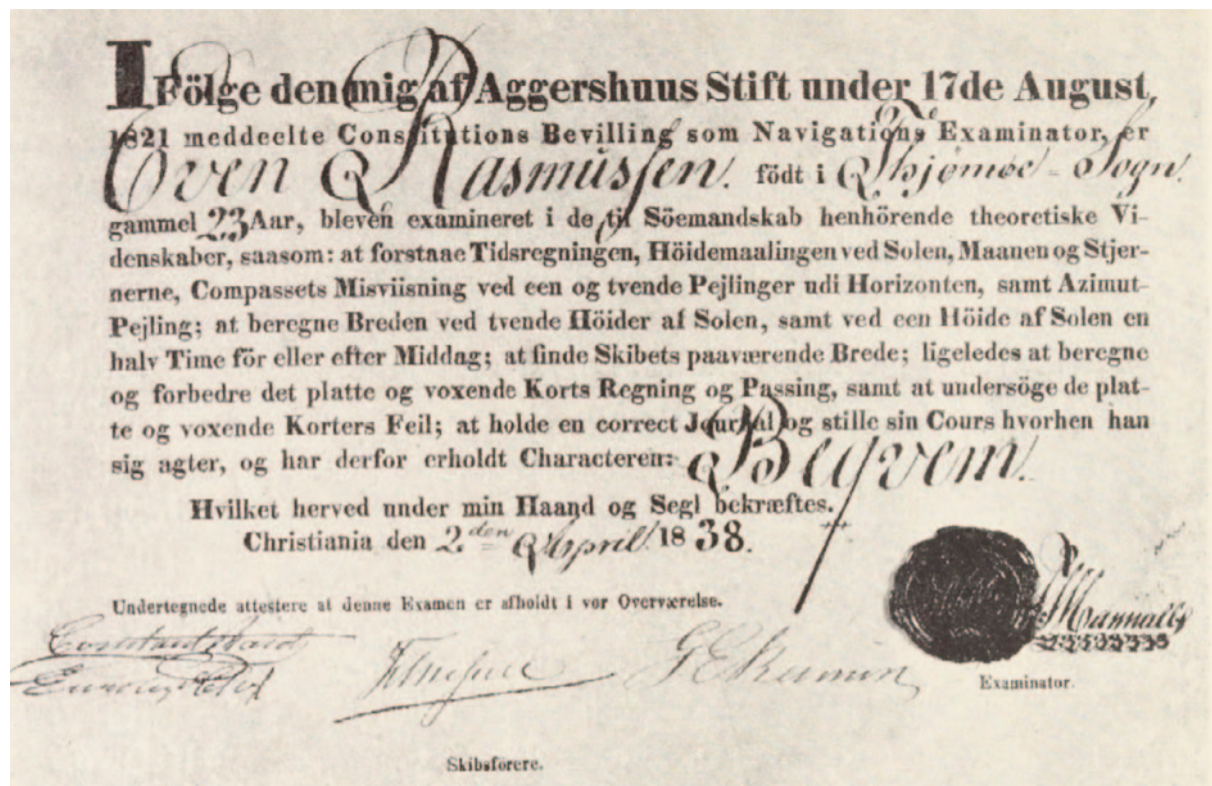 I Fölge den mig af Aggershuus Stift under 17de August,
1821 meddeelte Constitutions Bevilling som Navigations Examinator, er
Even Rasmussen. födt i Skjømøe - Sogn.
gammel 23 Aar, bleven examineret i de til Söemandskab henhörende theoretiske Vi-
denskaber, saasom: at forstaae Tidsregningen, Höidemaalingen ved Solen, Maanen og Stjer-
nerne, Compassets Misviisning ved een og tvende Pejlinger udi Horizonten, samt Azimut-
Pejling; at beregne Breden ved tvende Höider af Solen, samt ved een Höide af Solen en
halv Time för eller efter Middag; at finde Skibets paaværende Brede; ligeledes at beregne
og forbedre det platte og voxende Korts Regning og Passing, samt at undersöge de plat-
te og voxende Korters Feil; at holde en correct Journal og stille sin Cours hvorhen han
sig agter, og har derfor erholdt Characteren: Beqvem.
Hvilket herved under min Haand og Segl bekræftes.
Christiania den 2den April 1838.
Undertegnede attestere at denne Examen er afholdt i vor Overværelse.
Examinator.
Skibsförere.